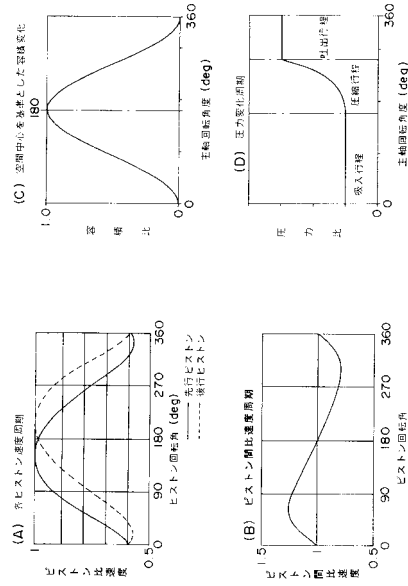 (A) 各ピストン速度周期
ピストン比速度
1
0.5
0
90
180
270
360
ピストン回転角 (deg)
先行ピストン
後行ピストン
(B) ピストン間比速度周期
ピストン間比速度
1.5
1
0.5
0
90
180
270
360
ピストン回転角
(C) 空間中心を基準とした容積変化
容積比
1.0
0
0
180
360
主軸回転角度 (deg)
(D) 圧力変化周期
圧力比
吸入行程
圧縮行程
吐出行程
0
0
360
主軸回転角度 (deg)